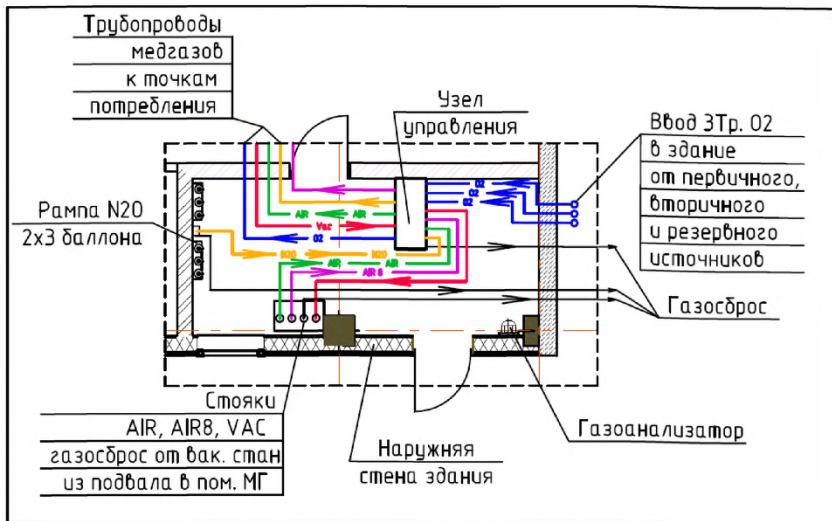 Трубопроводы
медгазов
к точкам
потребления
Узел
управления
Ввод 3Тр. О2
в здание
от первичного,
вторичного
и резервного
источников
Рампа N2O
2х3 баллона
O2
O2
O2
AIR
AIR
Vac
O2
N2O
N2O
AIR
AIR
AIR 8
Газосброс
Стояки
AIR, AIR8, VAC
газосброс от вак. стан
из подвала в пом. МГ
Наружняя
стена здания
Газоанализатор